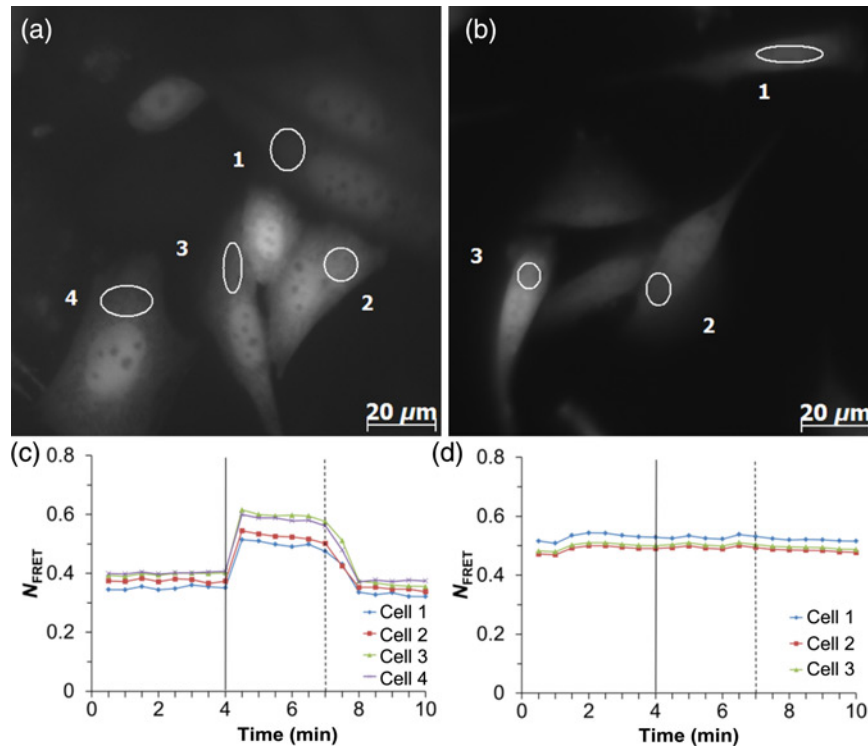 (a)
1
3
4
2
20 µm
(b)
1
3
2
20 µm
(c)
0.8
0.6
0.4
0.2
0
N_FRET
0 2 4 6 8 10
Time (min)
Cell 1
Cell 2
Cell 3
Cell 4
(d)
0.8
0.6
0.4
0.2
0
N_FRET
0 2 4 6 8 10
Time (min)
Cell 1
Cell 2
Cell 3